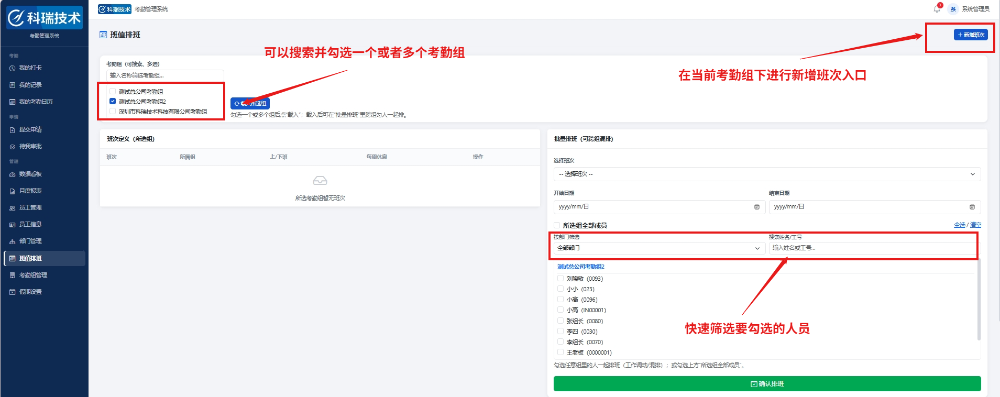 科瑞技术
考勤管理系统
考勤
我的打卡
我的记录
我的考勤日历
申请
提交申请
待我审批
管理
数据看板
月度报表
员工管理
员工信息
部门管理
班值排班
考勤组管理
假期设置
科瑞技术 考勤管理系统
3
系 系统管理员
班值排班
+ 新增班次
可以搜索并勾选一个或者多个考勤组
在当前考勤组下进行新增班次入口
考勤组（可搜索、多选）
输入名称筛选考勤组...
测试总公司考勤组
测试总公司考勤组2
深圳市科瑞技术科技有限公司考勤组
载入所选组
勾选一个或多个组后点“载入”；载入后可在“批量排班”里跨组勾人一起排。
班次定义（所选组）
班次 所属组 上/下班 每周休息 操作
所选考勤组暂无班次
批量排班（可跨组混排）
选择班次
-- 选择班次 --
开始日期 结束日期
yyyy/mm/日 yyyy/mm/日
所选组全部成员 全选 / 清空
按部门筛选 搜索姓名/工号
全部部门 输入姓名或工号...
测试总公司考勤组2
刘晓敏（0093）
小小（023）
小高（0096）
小高（IN00001）
张组长（0080）
李四（0030）
李组长（0070）
王老板（0000001）
快速筛选要勾选的人员
勾选任意组里的人一起排班（工作调动/混排）；或勾选上方“所选组全部成员”。
确认排班